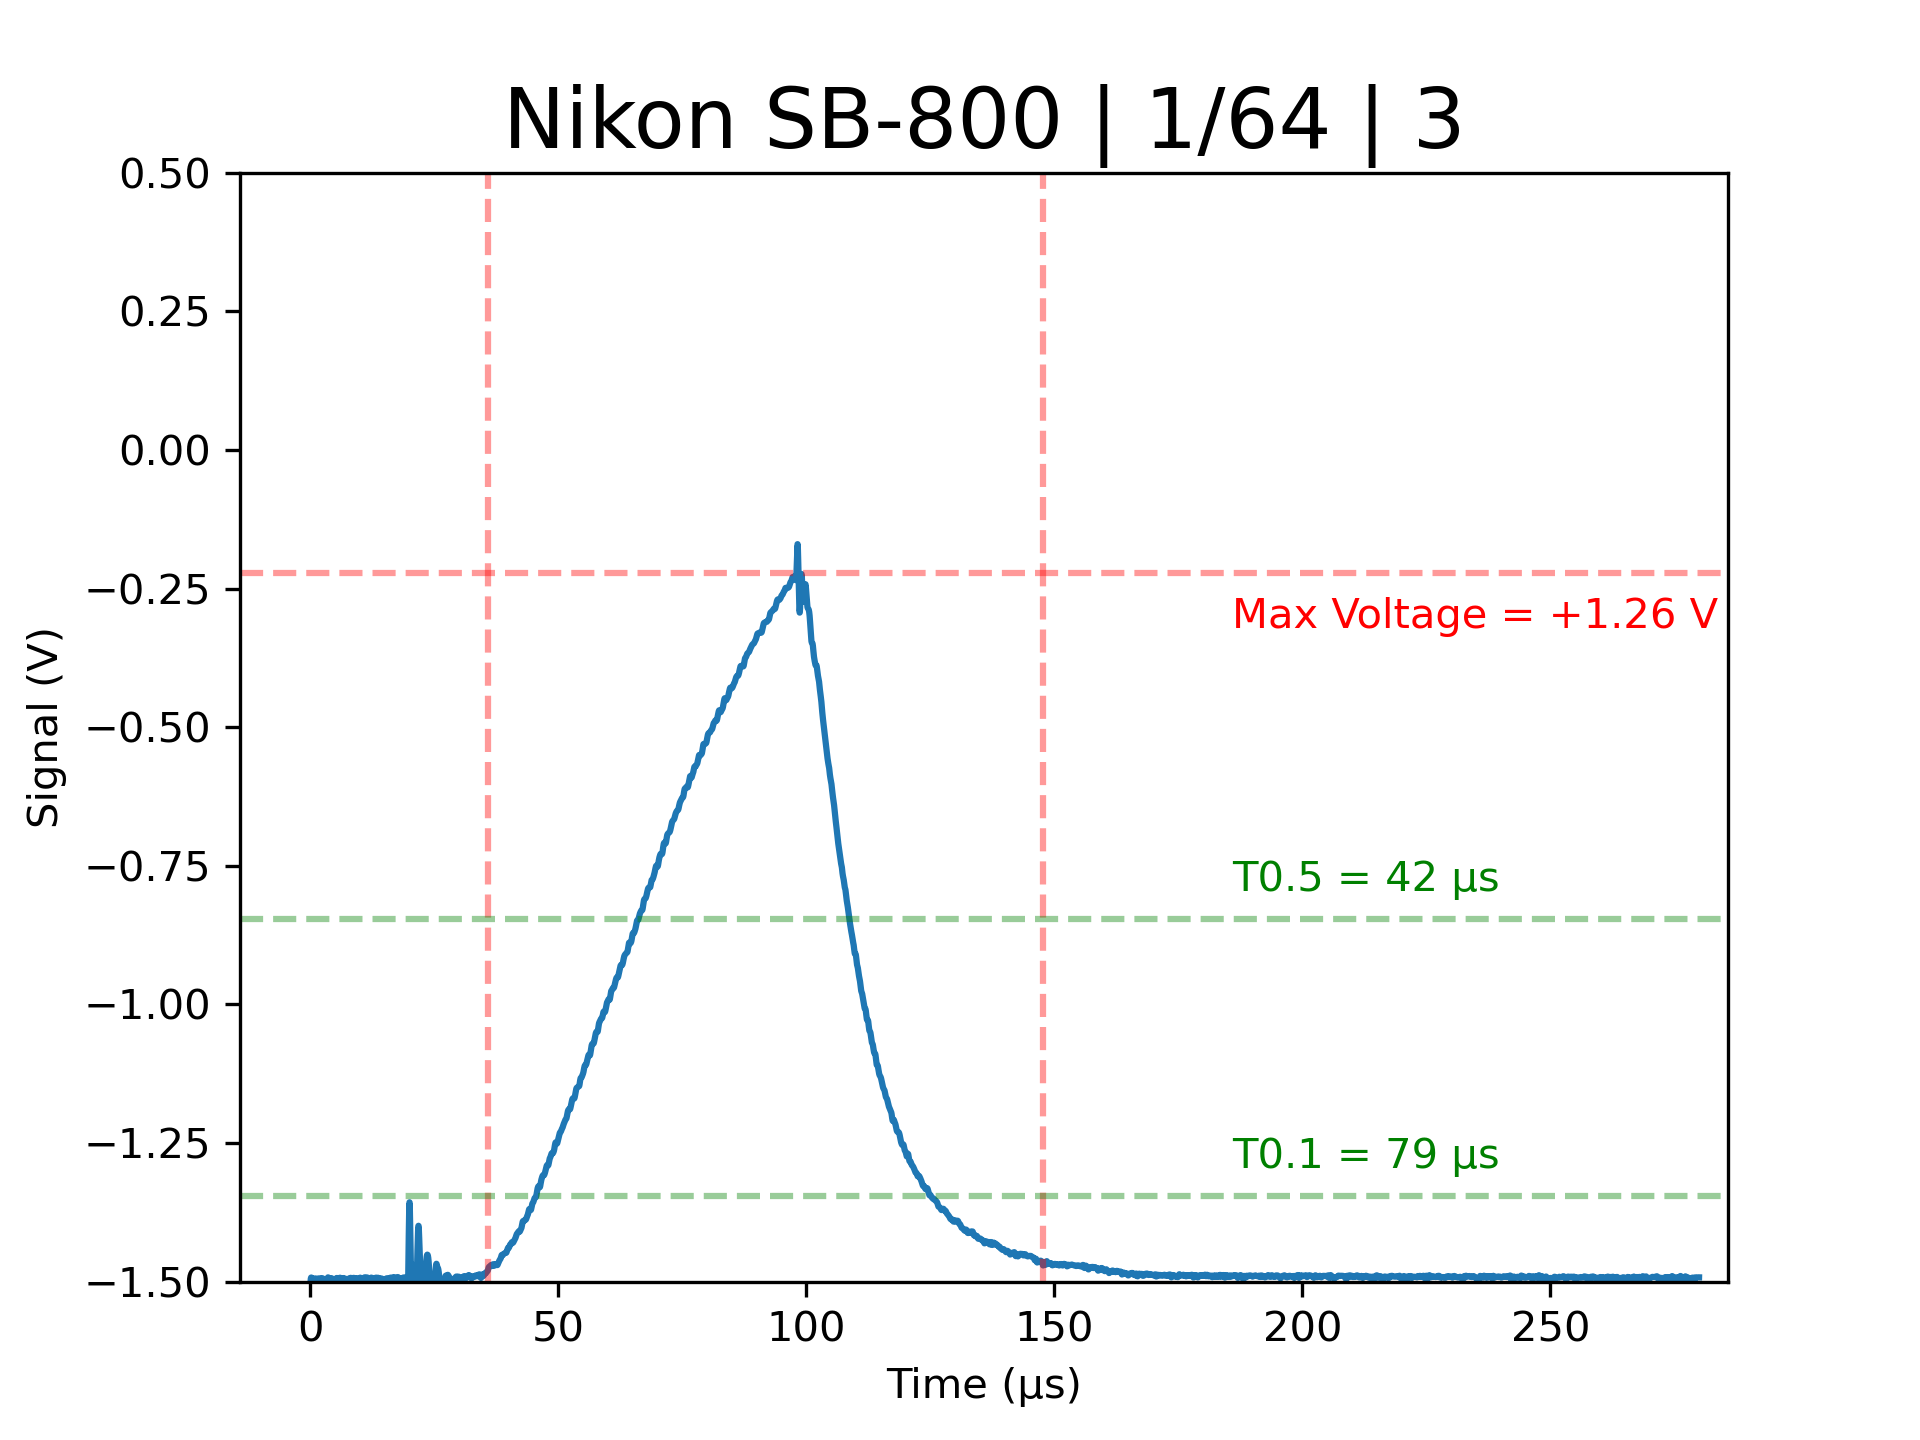 Nikon SB-800 | 1/64 | 3
0.50
0.25
0.00
−0.25
−0.50
−0.75
−1.00
−1.25
−1.50
Signal (V)
Max Voltage = +1.26 V
T0.5 = 42 µs
T0.1 = 79 µs
0 50 100 150 200 250
Time (µs)